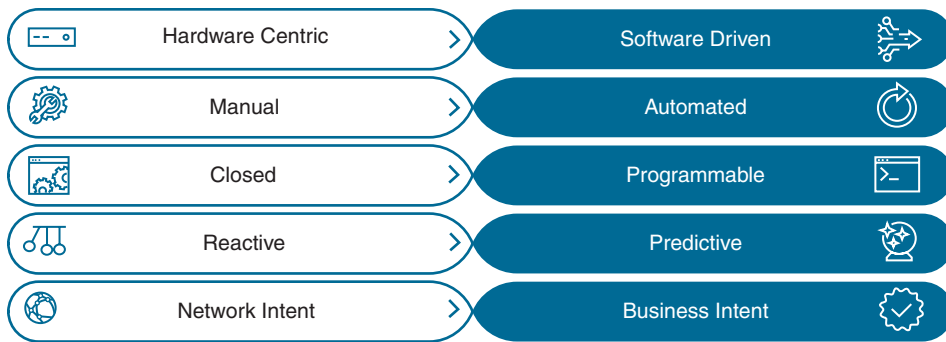 Hardware Centric Software Driven
Manual Automated
Closed Programmable
Reactive Predictive
Network Intent Business Intent